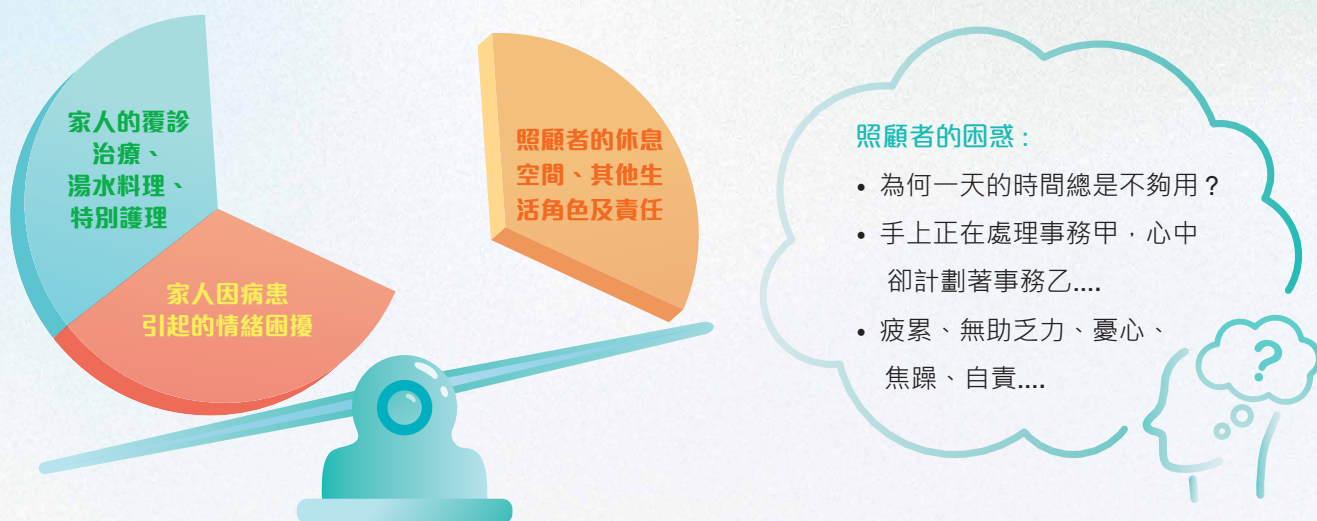 家人的覆診
治療、
湯水料理、
特別護理
家人因病患
引起的情緒困擾
照顧者的休息
空間、其他生
活角色及責任
照顧者的困惑:
• 為何一天的時間總是不夠用?
• 手上正在處理事務甲,心中
卻計劃著事務乙....
• 疲累、無助乏力、憂心、
焦躁、自責....
?